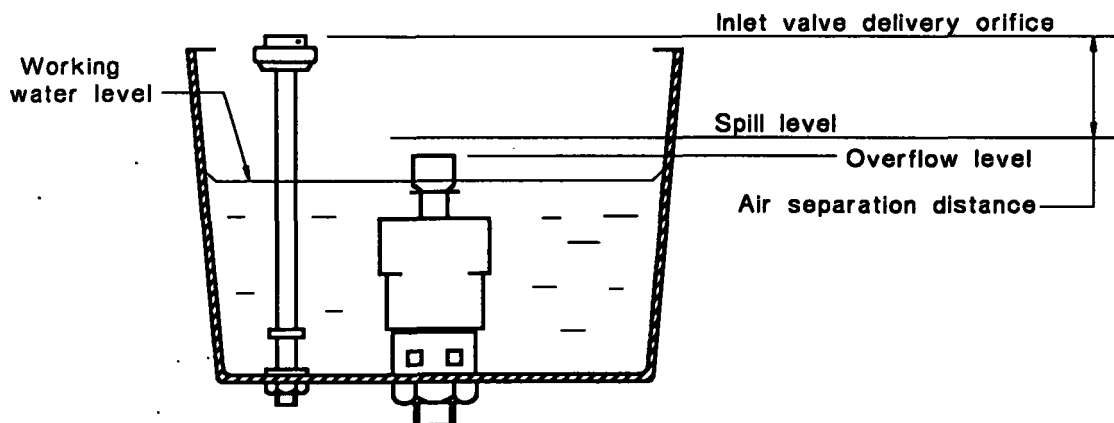 Inlet valve delivery orifice
Working
water level
Spill level
Overflow level
Air separation distance